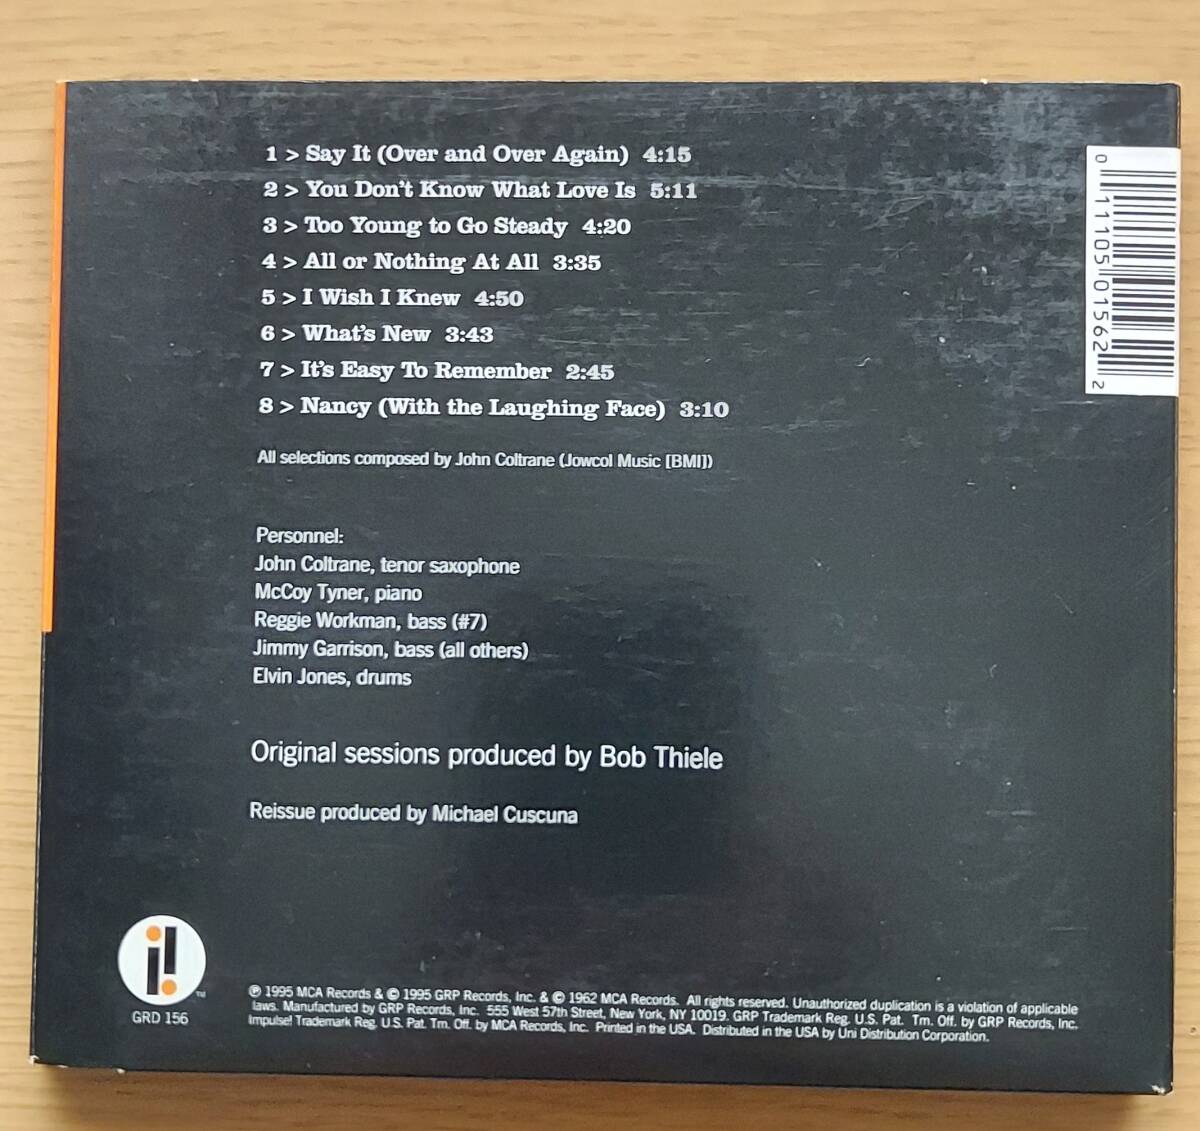 1 > Say It (Over and Over Again) 4:15
2 > You Don't Know What Love Is 5:11
3 > Too Young to Go Steady 4:20
4 > All or Nothing At All 3:35
5 > I Wish I Knew 4:50
6 > What's New 3:43
7 > It's Easy To Remember 2:45
8 > Nancy (With the Laughing Face) 3:10
All selections composed by John Coltrane (Jowcol Music [BMI])
Personnel:
John Coltrane, tenor saxophone
McCoy Tyner, piano
Reggie Workman, bass (#7)
Jimmy Garrison, bass (all others)
Elvin Jones, drums
Original sessions produced by Bob Thiele
Reissue produced by Michael Cuscuna
0 11105 01562 2
i!
™
GRD 156
℗ 1995 MCA Records & © 1995 GRP Records, Inc. & © 1962 MCA Records. All rights reserved. Unauthorized duplication is a violation of applicable
laws. Manufactured by GRP Records, Inc. 555 West 57th Street, New York, NY 10019. GRP Trademark Reg. U.S. Pat. Tm. Off. by GRP Records, Inc.
Impulse! Trademark Reg. U.S. Pat. Tm. Off. by MCA Records, Inc. Printed in the USA. Distributed in the USA by Uni Distribution Corporation.